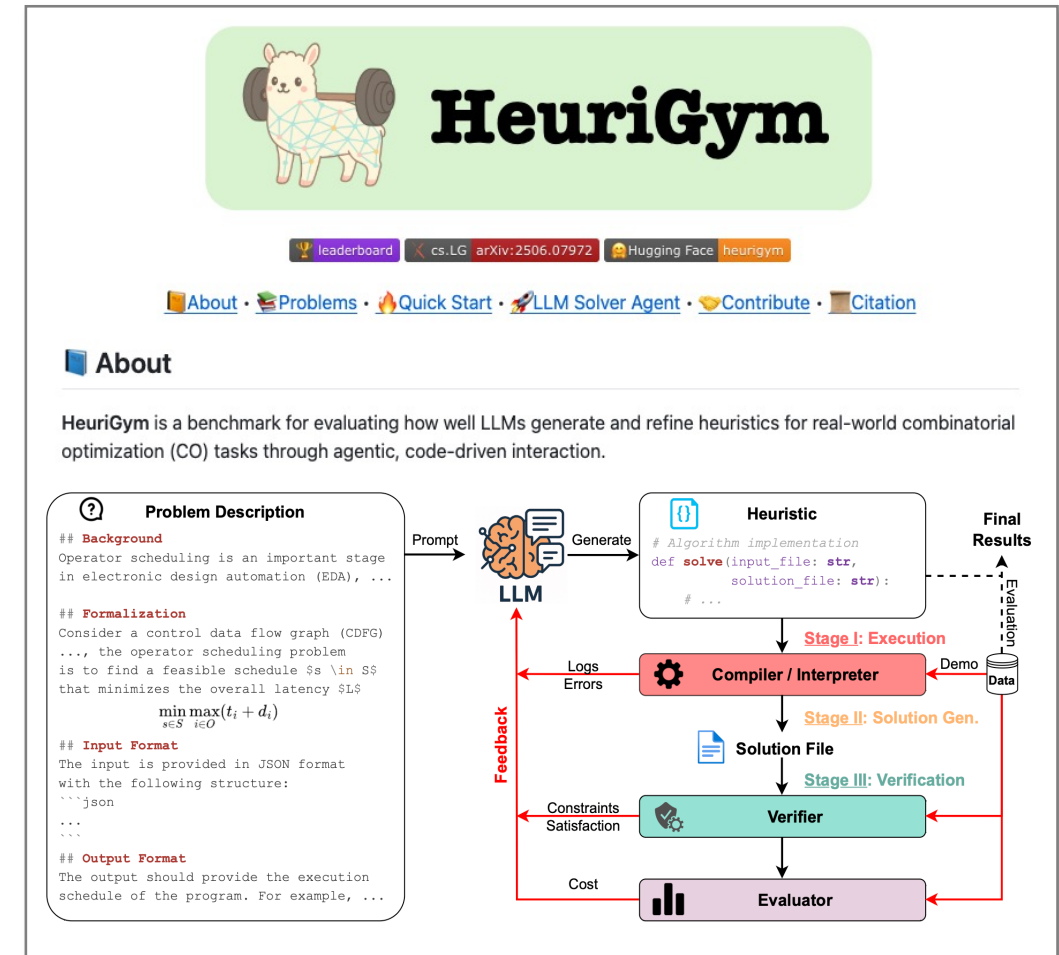 HeuriGym
leaderboard cs.LG arXiv:2506.07972 Hugging Face heurigym
About • Problems • Quick Start • LLM Solver Agent • Contribute • Citation
About
HeuriGym is a benchmark for evaluating how well LLMs generate and refine heuristics for real-world combinatorial
optimization (CO) tasks through agentic, code-driven interaction.
Problem Description
## Background
Operator scheduling is an important stage
in electronic design automation (EDA), ...
## Formalization
Consider a control data flow graph (CDFG)
..., the operator scheduling problem
is to find a feasible schedule $s \in S$
that minimizes the overall latency $L$
min max(t_i + d_i)
s∈S i∈O
## Input Format
The input is provided in JSON format
with the following structure:
```json
...
```
## Output Format
The output should provide the execution
schedule of the program. For example, ...
Prompt
LLM
Generate
Heuristic
# Algorithm implementation
def solve(input_file: str,
solution_file: str):
# ...
Final
Results
Evaluation
Stage I: Execution
Logs
Errors
Compiler / Interpreter
Demo
Data
Stage II: Solution Gen.
Feedback
Solution File
Stage III: Verification
Constraints
Satisfaction
Verifier
Cost
Evaluator